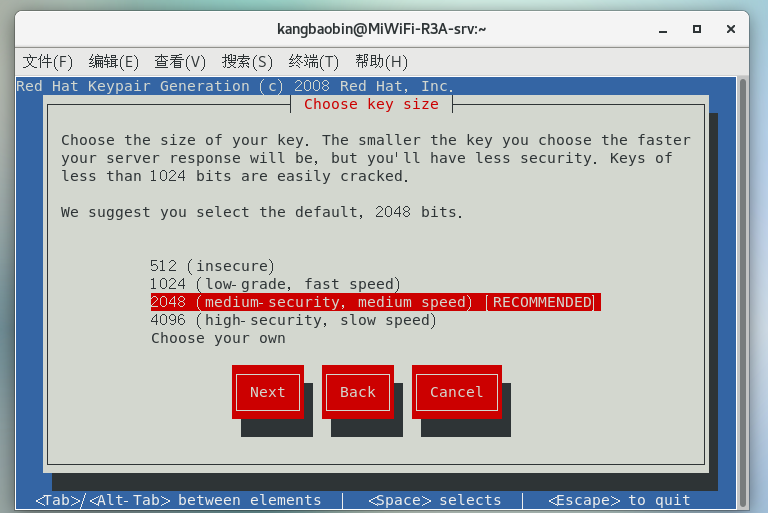 kangbaobin@MiWiFi-R3A-srv:~
文件(F) 编辑(E) 查看(V) 搜索(S) 终端(T) 帮助(H)
Red Hat Keypair Generation (c) 2008 Red Hat, Inc.
Choose key size
Choose the size of your key. The smaller the key you choose the faster
your server response will be, but you'll have less security. Keys of
less than 1024 bits are easily cracked.
We suggest you select the default, 2048 bits.
512 (insecure)
1024 (low-grade, fast speed)
2048 (medium-security, medium speed) [RECOMMENDED]
4096 (high-security, slow speed)
Choose your own
Next Back Cancel
<Tab>/<Alt-Tab> between elements | <Space> selects | <Escape> to quit